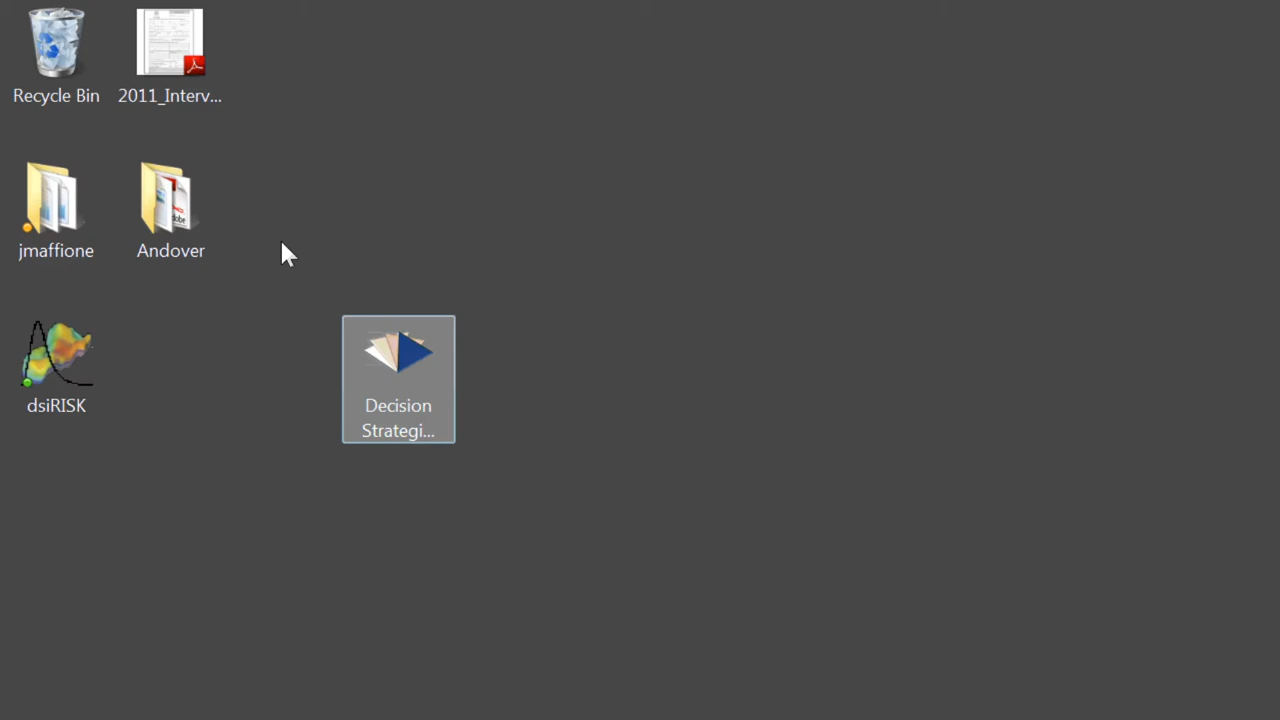 Recycle Bin
2011_Interv...
jmaffione
Andover
dsiRISK
Decision
Strategi...